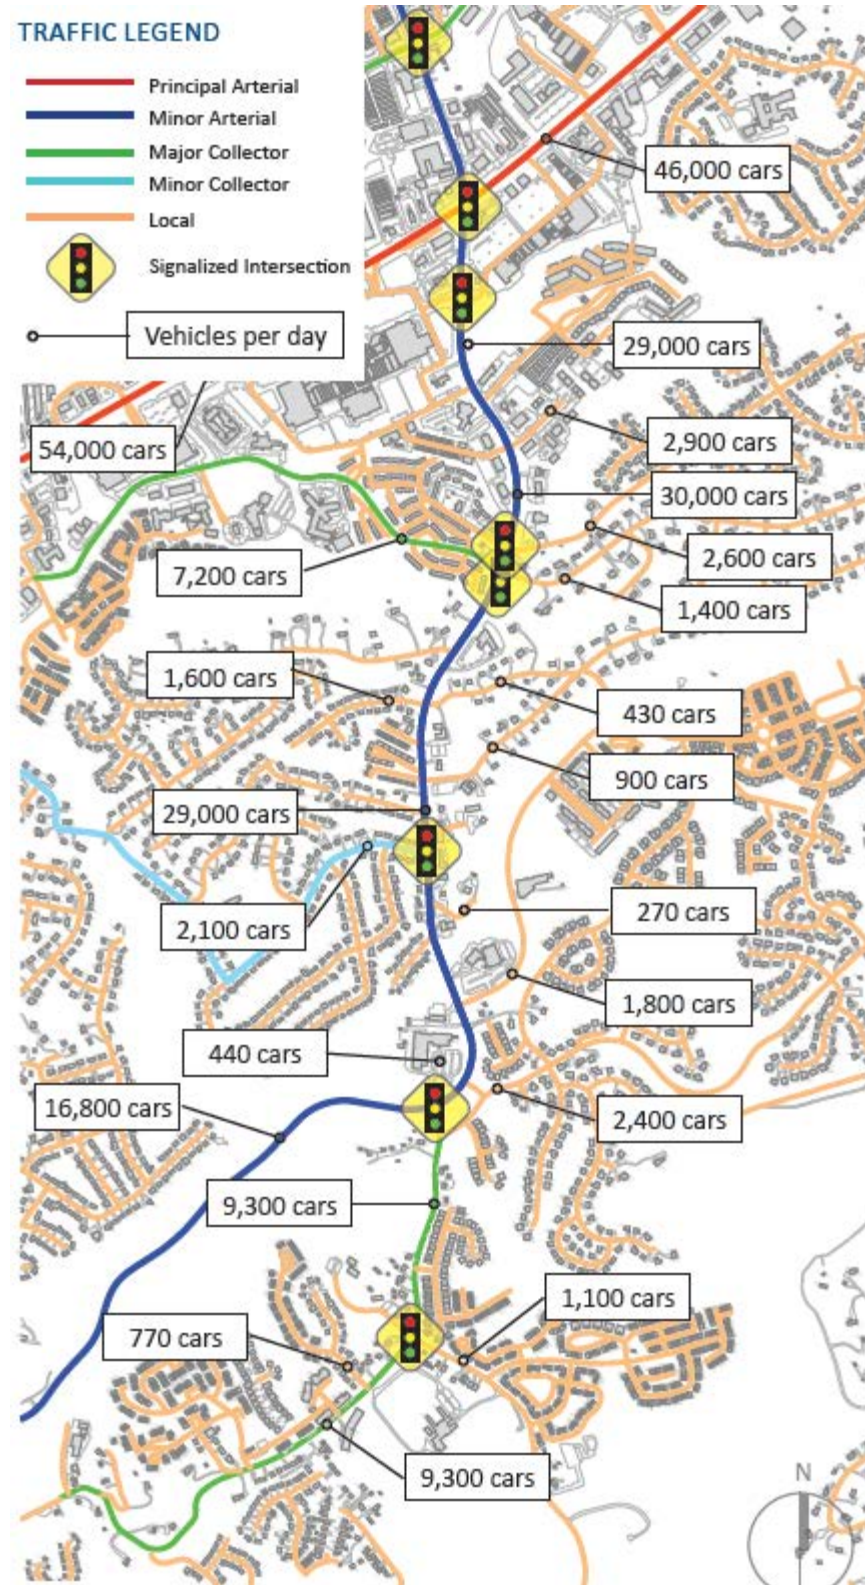 TRAFFIC LEGEND
Principal Arterial
Minor Arterial
Major Collector
Minor Collector
Local
Signalized Intersection
Vehicles per day
46,000 cars
29,000 cars
54,000 cars
2,900 cars
30,000 cars
2,600 cars
7,200 cars
1,400 cars
1,600 cars
430 cars
900 cars
29,000 cars
2,100 cars
270 cars
1,800 cars
440 cars
16,800 cars
2,400 cars
9,300 cars
1,100 cars
770 cars
9,300 cars
N